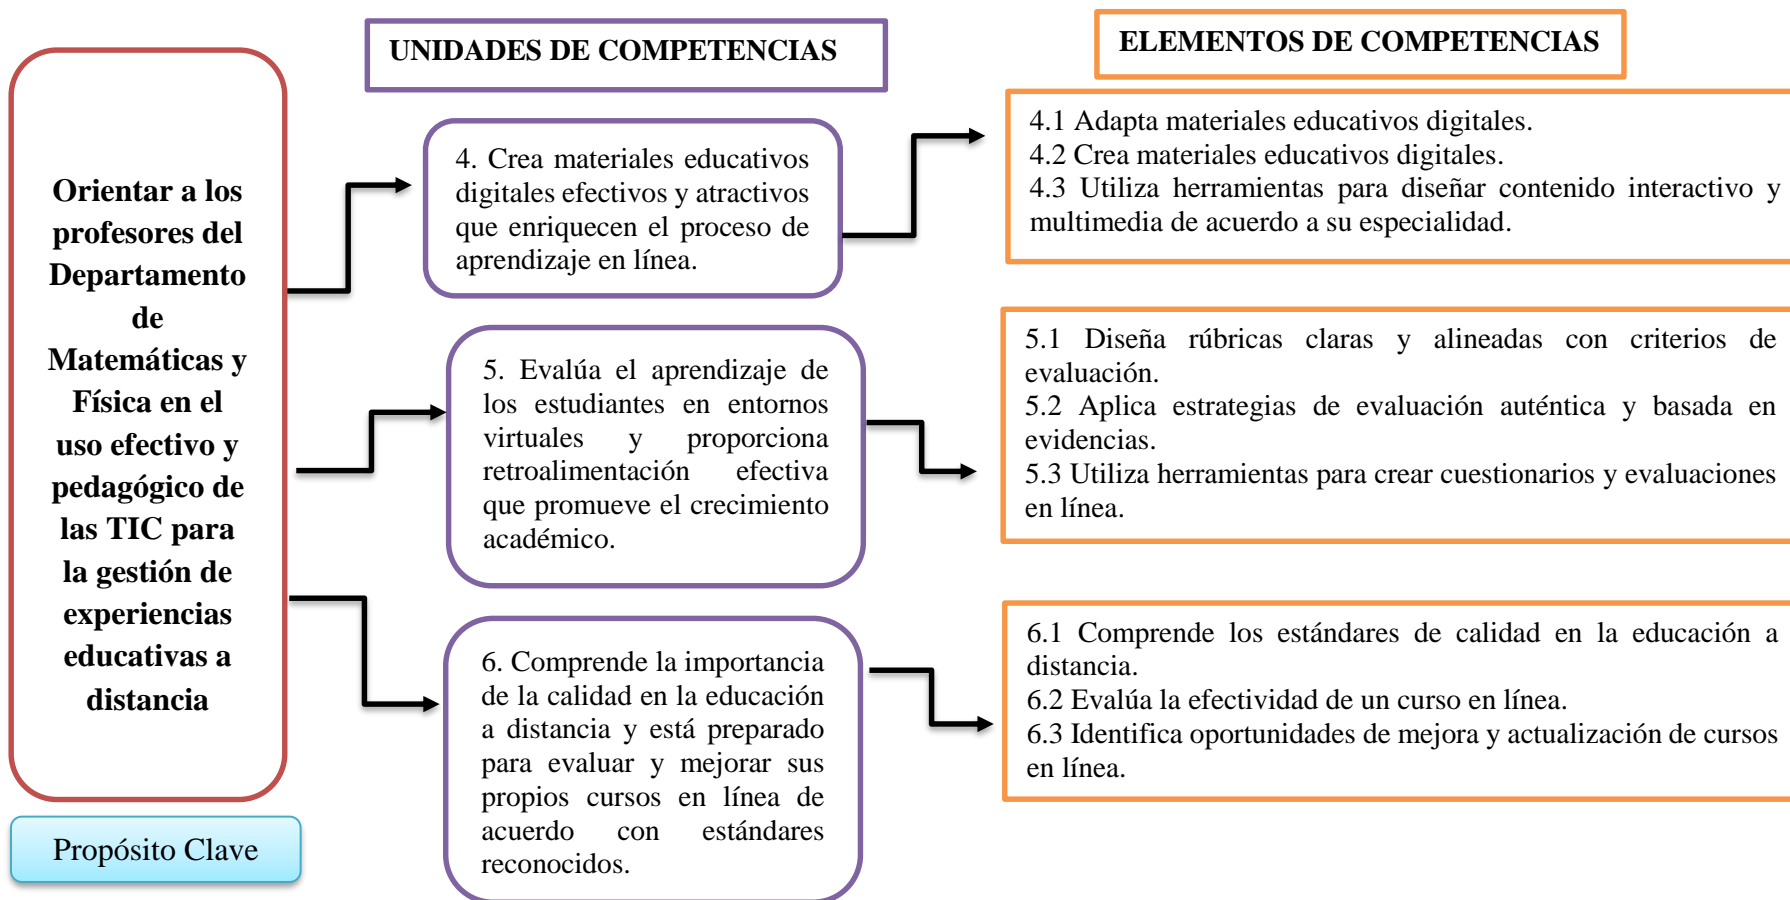 UNIDADES DE COMPETENCIAS
ELEMENTOS DE COMPETENCIAS
Orientar a los
profesores del
Departamento
de
Matemáticas y
Física en el
uso efectivo y
pedagógico de
las TIC para
la gestión de
experiencias
educativas a
distancia
Propósito Clave
4. Crea materiales educativos
digitales efectivos y atractivos
que enriquecen el proceso de
aprendizaje en línea.
4.1 Adapta materiales educativos digitales.
4.2 Crea materiales educativos digitales.
4.3 Utiliza herramientas para diseñar contenido interactivo y
multimedia de acuerdo a su especialidad.
5. Evalúa el aprendizaje de
los estudiantes en entornos
virtuales y proporciona
retroalimentación efectiva
que promueve el crecimiento
académico.
5.1 Diseña rúbricas claras y alineadas con criterios de
evaluación.
5.2 Aplica estrategias de evaluación auténtica y basada en
evidencias.
5.3 Utiliza herramientas para crear cuestionarios y evaluaciones
en línea.
6. Comprende la importancia
de la calidad en la educación
a distancia y está preparado
para evaluar y mejorar sus
propios cursos en línea de
acuerdo con estándares
reconocidos.
6.1 Comprende los estándares de calidad en la educación a
distancia.
6.2 Evalúa la efectividad de un curso en línea.
6.3 Identifica oportunidades de mejora y actualización de cursos
en línea.